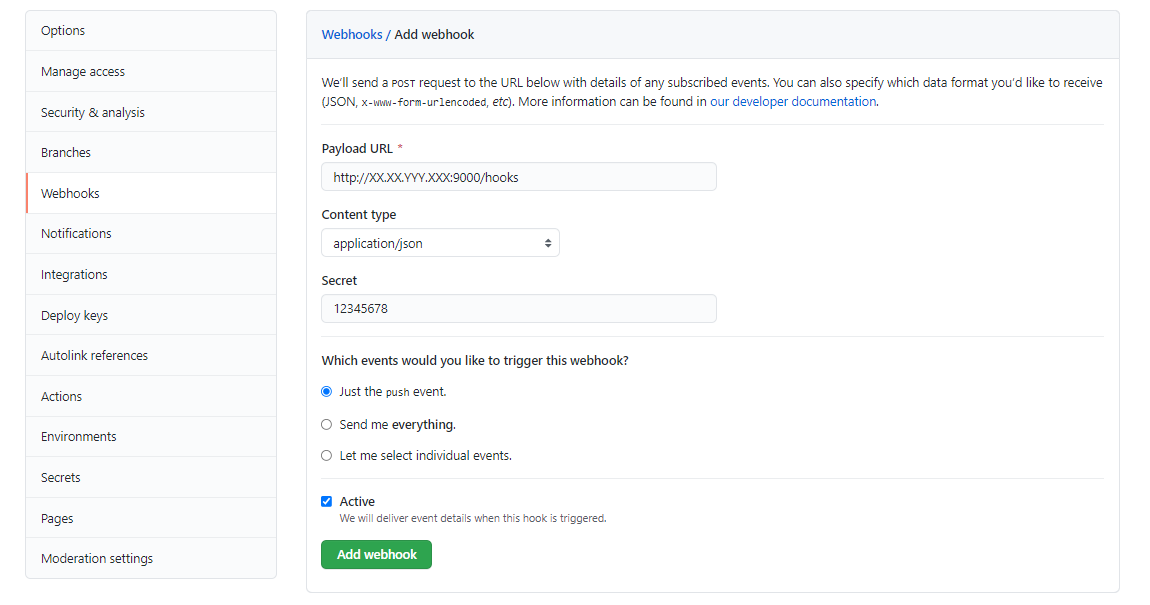 Options
Manage access
Security & analysis
Branches
Webhooks
Notifications
Integrations
Deploy keys
Autolink references
Actions
Environments
Secrets
Pages
Moderation settings
Webhooks / Add webhook
We'll send a POST request to the URL below with details of any subscribed events. You can also specify which data format you'd like to receive
(JSON, x-www-form-urlencoded, etc). More information can be found in our developer documentation.
Payload URL *
http://XX.XX.YYY.XXX:9000/hooks
Content type
application/json
Secret
12345678
Which events would you like to trigger this webhook?
Just the push event.
Send me everything.
Let me select individual events.
Active
We will deliver event details when this hook is triggered.
Add webhook